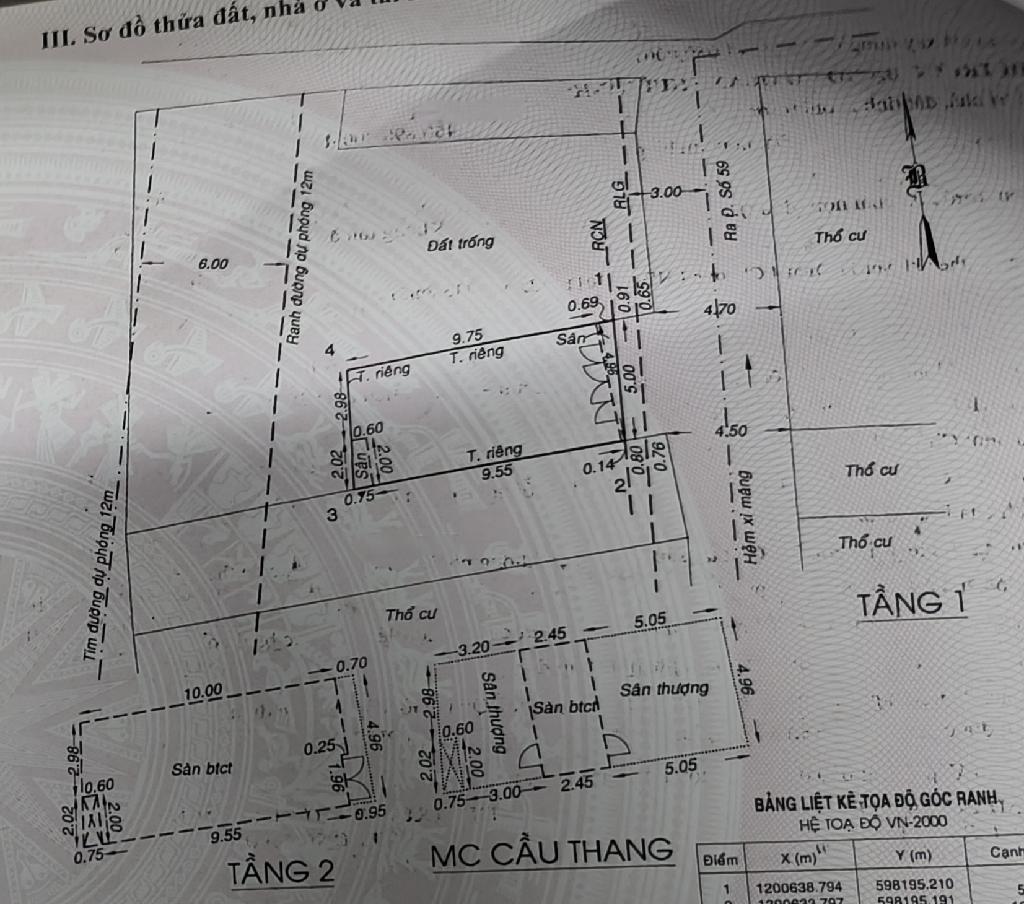 III. Sơ đồ thửa đất, nhà ở và
Ra Đ. Số 59
RLG
3.00
RCN
Thổ cư
Đất trống
6.00
Ranh đường dự phóng 12m
1
0.91
0.65
0.69
4.70
9.75
Sân
4
T. riêng
T. riêng
4.96
5.00
2.98
0.60
4.50
T. riêng
0.80
0.76
2.02
Sân
2.00
9.55
0.14
Thổ cư
0.75
2
3
Hẻm xi măng
Tim đường dự phóng 12m
Thổ cư
TẦNG 1
Thổ cư
5.05
2.45
3.20
0.70
10.00
4.96
2.98
Sân thượng
Sàn btct
Sân thượng
4.96
2.98
0.60
0.25
Sàn btct
1.96
2.02
2.00
5.05
0.60
2.45
3.00
0.75
2.02
2.00
0.95
9.55
0.75
TẦNG 2
MC CẦU THANG
BẢNG LIỆT KÊ TỌA ĐỘ GÓC RANH
HỆ TOẠ ĐỘ VN-2000
Điểm X (m) Y (m) Cạnh
1 1200638.794 598195.210 5
1200633.797 598195.191